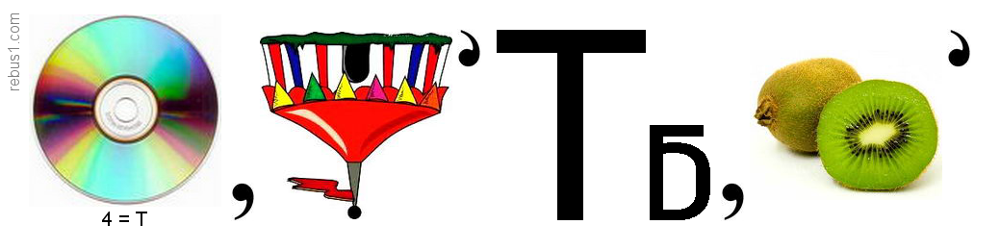 rebus1.com
4 = Т
, ’ Т Б , ’